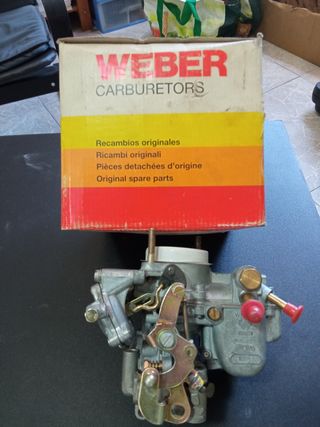 WEBER
CARBURETORS
Recambios originales
Ricambi originali
Pièces detachées d'origine
Original spare parts